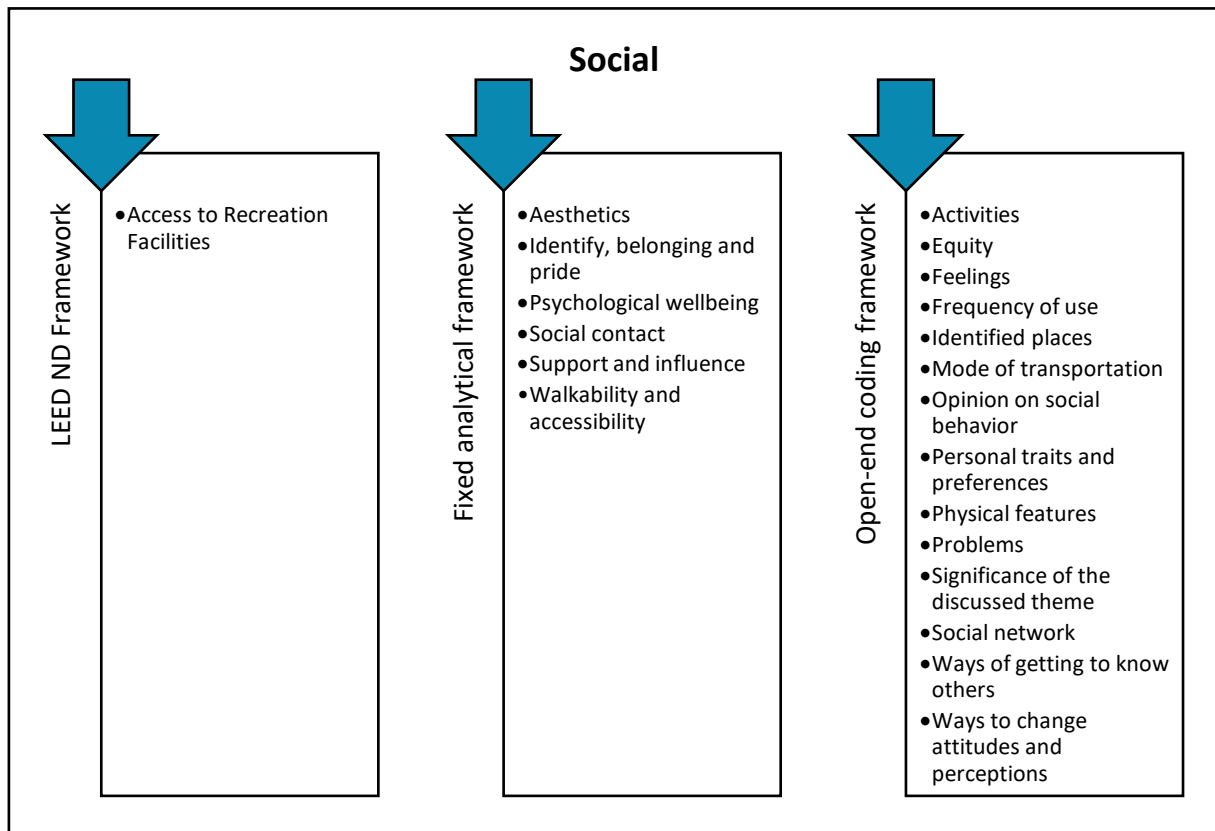 Social
LEED ND Framework
•Access to Recreation
Facilities
Fixed analytical framework
•Aesthetics
•Identify, belonging and
pride
•Psychological wellbeing
•Social contact
•Support and influence
•Walkability and
accessibility
Open-end coding framework
•Activities
•Equity
•Feelings
•Frequency of use
•Identified places
•Mode of transportation
•Opinion on social
behavior
•Personal traits and
preferences
•Physical features
•Problems
•Significance of the
discussed theme
•Social network
•Ways of getting to know
others
•Ways to change
attitudes and
perceptions